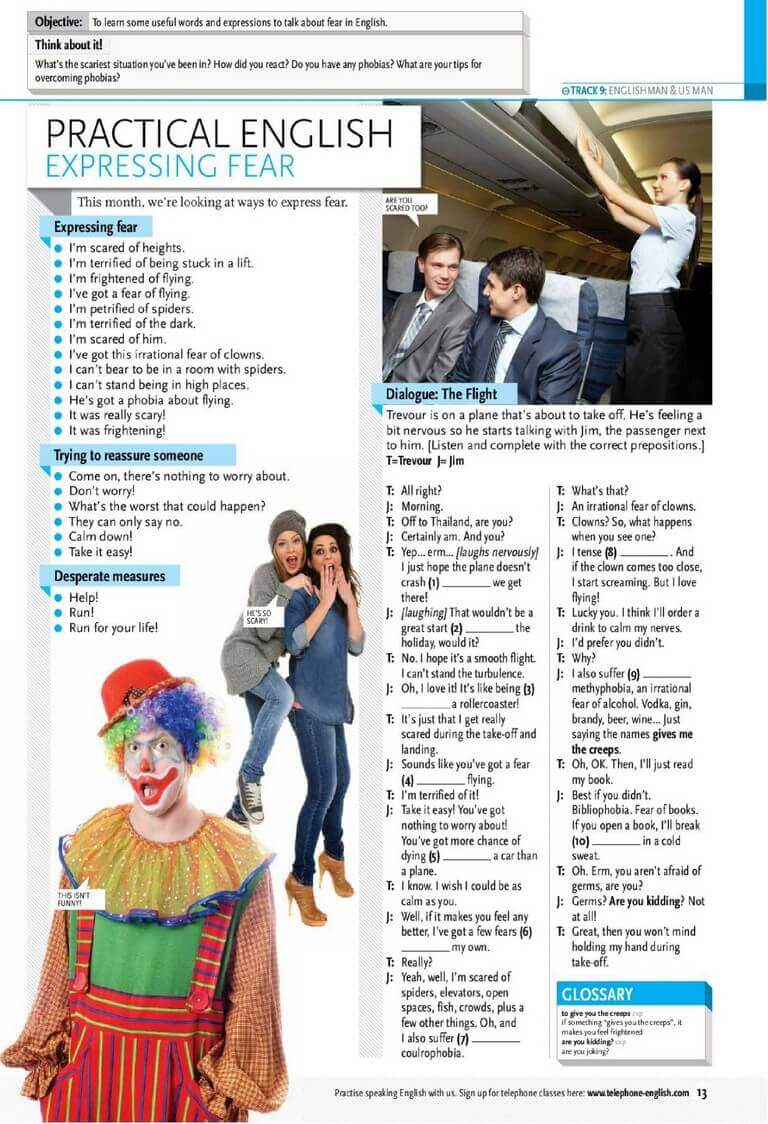 Objective: To learn some useful words and expressions to talk about fear in English.
Think about it!
What's the scariest situation you've been in? How did you react? Do you have any phobias? What are your tips for
overcoming phobias?
TRACK 9: ENGLISHMAN & US MAN
PRACTICAL ENGLISH
EXPRESSING FEAR
This month, we're looking at ways to express fear.
Expressing fear
I'm scared of heights.
I'm terrified of being stuck in a lift.
I'm frightened of flying.
I've got a fear of flying.
I'm petrified of spiders.
I'm terrified of the dark.
I'm scared of him.
I've got this irrational fear of clowns.
I can't bear to be in a room with spiders.
I can't stand being in high places.
He's got a phobia about flying.
It was really scary!
It was frightening!
Trying to reassure someone
Come on, there's nothing to worry about.
Don't worry!
What's the worst that could happen?
They can only say no.
Calm down!
Take it easy!
Desperate measures
Help!
Run!
Run for your life!
HE'S SO
SCARY!
THIS ISN'T
FUNNY!
ARE YOU
SCARED TOO?
Dialogue: The Flight
Trevour is on a plane that's about to take off. He's feeling a
bit nervous so he starts talking with Jim, the passenger next
to him. [Listen and complete with the correct prepositions.]
T=Trevour J= Jim
T: All right?
J: Morning.
T: Off to Thailand, are you?
J: Certainly am. And you?
T: Yep... erm... [laughs nervously]
I just hope the plane doesn't
crash (1) ________ we get
there!
J: [laughing] That wouldn't be a
great start (2) ________ the
holiday, would it?
T: No. I hope it's a smooth flight.
I can't stand the turbulence.
J: Oh, I love it! It's like being (3)
________ a rollercoaster!
T: It's just that I get really
scared during the take-off and
landing.
J: Sounds like you've got a fear
(4) ________ flying.
T: I'm terrified of it!
J: Take it easy! You've got
nothing to worry about!
You've got more chance of
dying (5) ________ a car than
a plane.
T: I know. I wish I could be as
calm as you.
J: Well, if it makes you feel any
better, I've got a few fears (6)
________ my own.
T: Really?
J: Yeah, well, I'm scared of
spiders, elevators, open
spaces, fish, crowds, plus a
few other things. Oh, and
I also suffer (7) ________
coulrophobia.
T: What's that?
J: An irrational fear of clowns.
T: Clowns? So, what happens
when you see one?
J: I tense (8) ________. And
if the clown comes too close,
I start screaming. But I love
flying!
T: Lucky you. I think I'll order a
drink to calm my nerves.
J: I'd prefer you didn't.
T: Why?
J: I also suffer (9) ________
methyphobia, an irrational
fear of alcohol. Vodka, gin,
brandy, beer, wine... Just
saying the names gives me
the creeps.
T: Oh, OK. Then, I'll just read
my book.
J: Best if you didn't.
Bibliophobia. Fear of books.
If you open a book, I'll break
(10) ________ in a cold
sweat.
T: Oh. Erm, you aren't afraid of
germs, are you?
J: Germs? Are you kidding? Not
at all!
T: Great, then you won't mind
holding my hand during
take-off.
GLOSSARY
to give you the creeps exp
if something "gives you the creeps", it
makes you feel frightened
are you kidding? exp
are you joking?
Practise speaking English with us. Sign up for telephone classes here: www.telephone-english.com 13